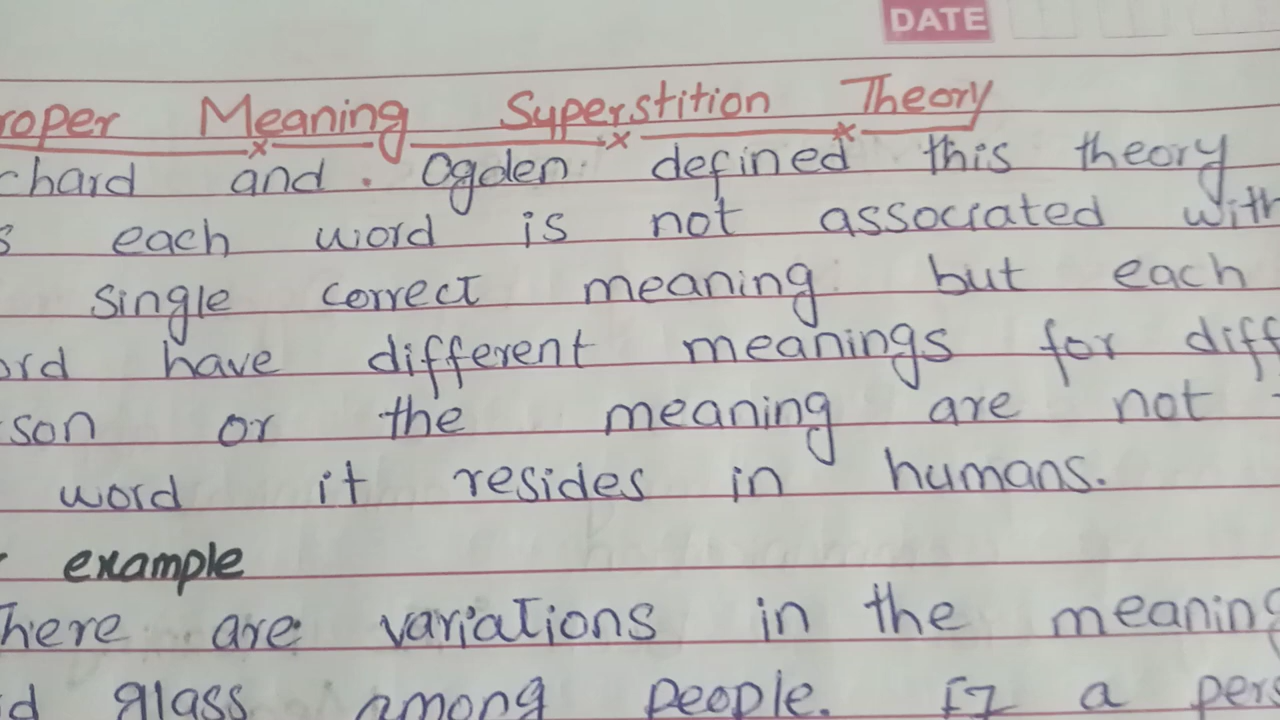 DATE
roper Meaning Superstition Theory
chard and Ogden defined this theory
s each word is not associated with
single correct meaning but each
ord have different meanings for diff
son or the meaning are not
word it resides in humans.
example
here are variations in the meaning
d glass among people. If a pers